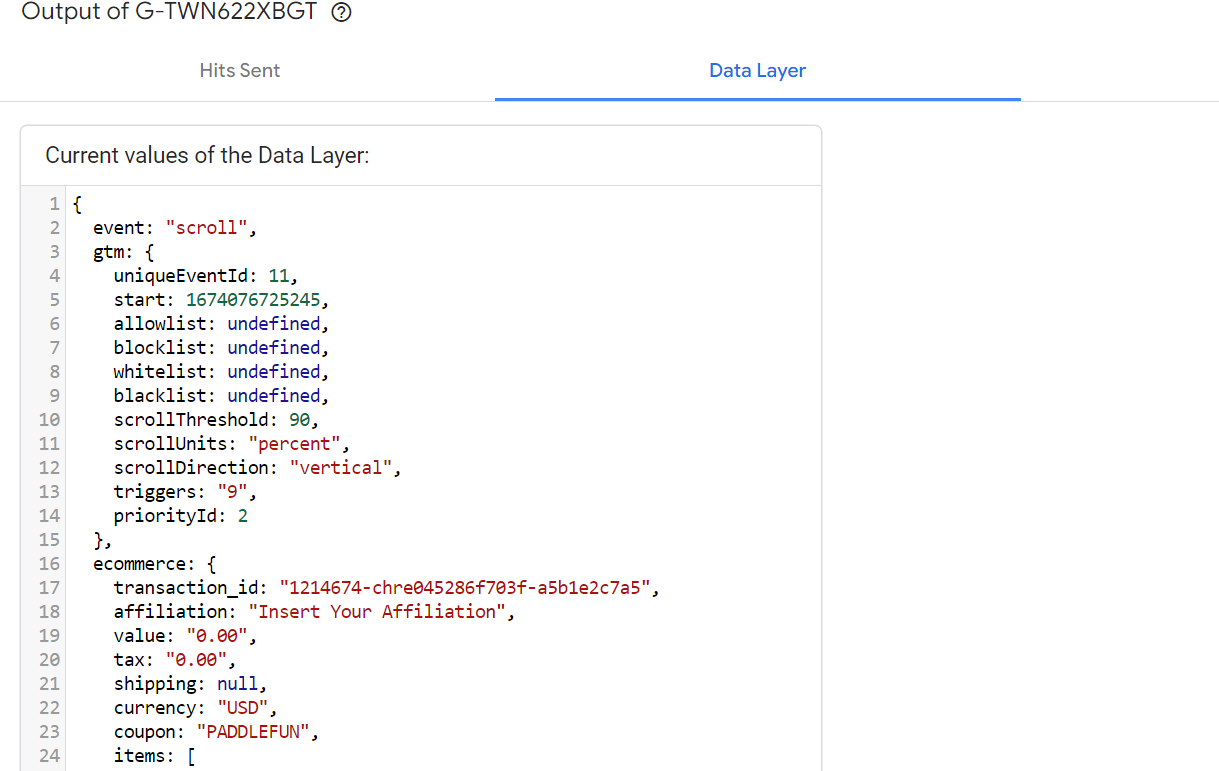 Output of G-TWN622XBGT ?
Hits Sent
Data Layer
Current values of the Data Layer:
1 {
2 event: "scroll",
3 gtm: {
4 uniqueEventId: 11,
5 start: 1674076725245,
6 allowlist: undefined,
7 blocklist: undefined,
8 whitelist: undefined,
9 blacklist: undefined,
10 scrollThreshold: 90,
11 scrollUnits: "percent",
12 scrollDirection: "vertical",
13 triggers: "9",
14 priorityId: 2
15 },
16 ecommerce: {
17 transaction_id: "1214674-chre045286f703f-a5b1e2c7a5",
18 affiliation: "Insert Your Affiliation",
19 value: "0.00",
20 tax: "0.00",
21 shipping: null,
22 currency: "USD",
23 coupon: "PADDLEFUN",
24 items: [